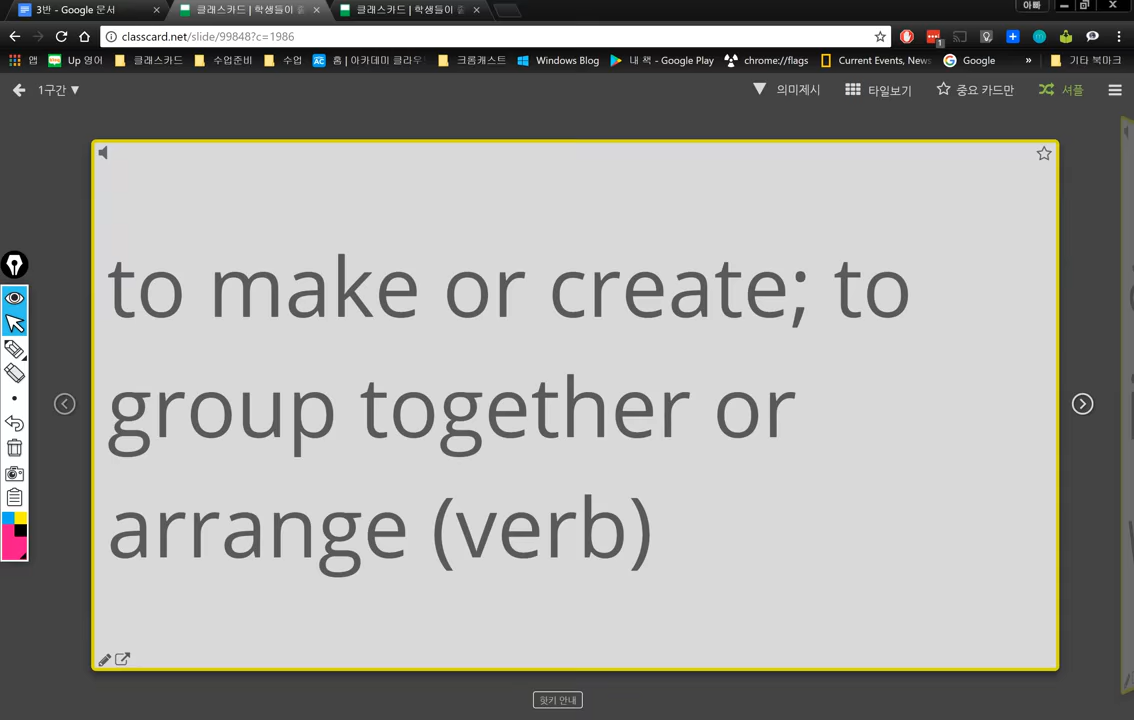 3반 - Google 문서
클래스카드 | 학생들이 클
클래스카드 | 학생들이 클
아빠
classcard.net/slide/99848?c=1986
앱
Up 영어
클래스카드
수업준비
수업
홈 | 아카데미 클라우
크롬캐스트
Windows Blog
내 책 - Google Play
chrome://flags
Current Events, News
Google
»
기타 북마크
1구간 ▼
의미제시
타일보기
중요 카드만
셔플
to make or create; to
group together or
arrange (verb)
핫키 안내